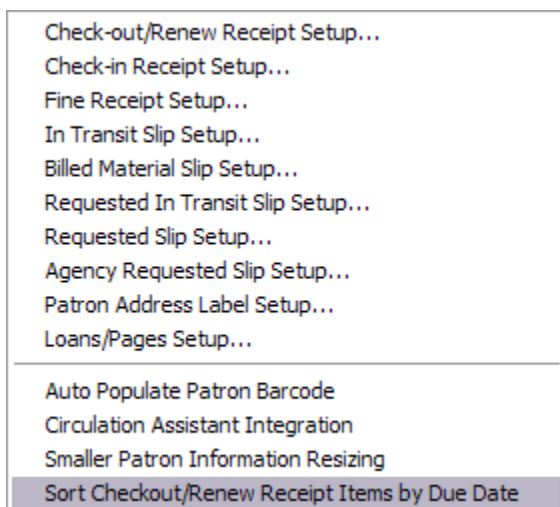 Check-out/Renew Receipt Setup...
Check-in Receipt Setup...
Fine Receipt Setup...
In Transit Slip Setup...
Billed Material Slip Setup...
Requested In Transit Slip Setup...
Requested Slip Setup...
Agency Requested Slip Setup...
Patron Address Label Setup...
Loans/Pages Setup...
Auto Populate Patron Barcode
Circulation Assistant Integration
Smaller Patron Information Resizing
Sort Checkout/Renew Receipt Items by Due Date